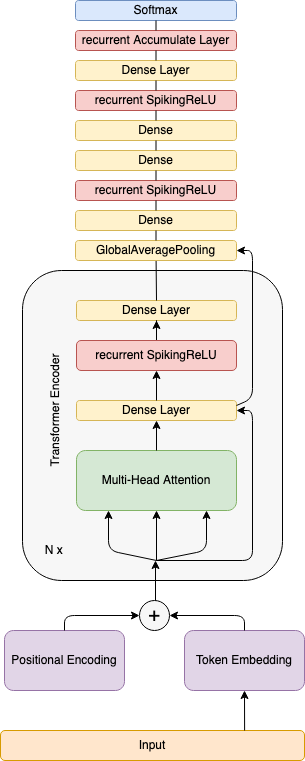 Softmax
recurrent Accumulate Layer
Dense Layer
recurrent SpikingReLU
Dense
Dense
recurrent SpikingReLU
Dense
GlobalAveragePooling
Dense Layer
recurrent SpikingReLU
Transformer Encoder
Dense Layer
Multi-Head Attention
N x
+
Positional Encoding
Token Embedding
Input